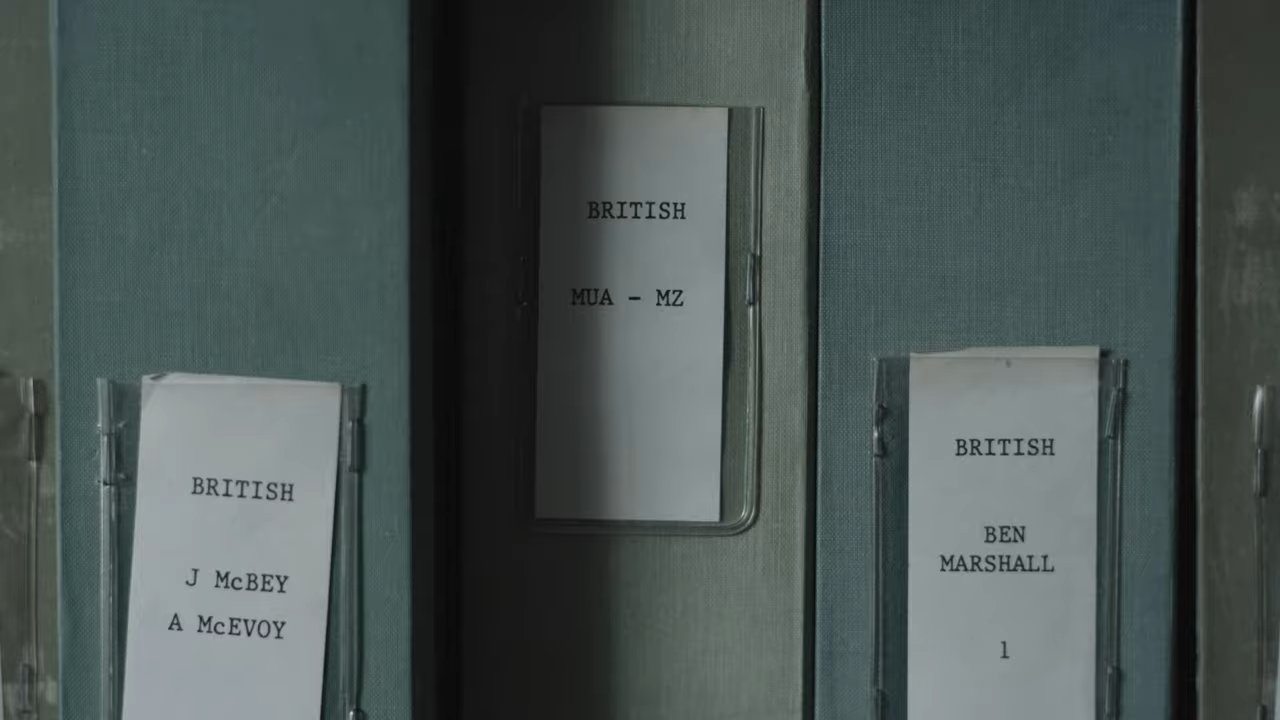 BRITISH
J McBEY
A McEVOY
BRITISH
MUA - MZ
BRITISH
BEN
MARSHALL
1